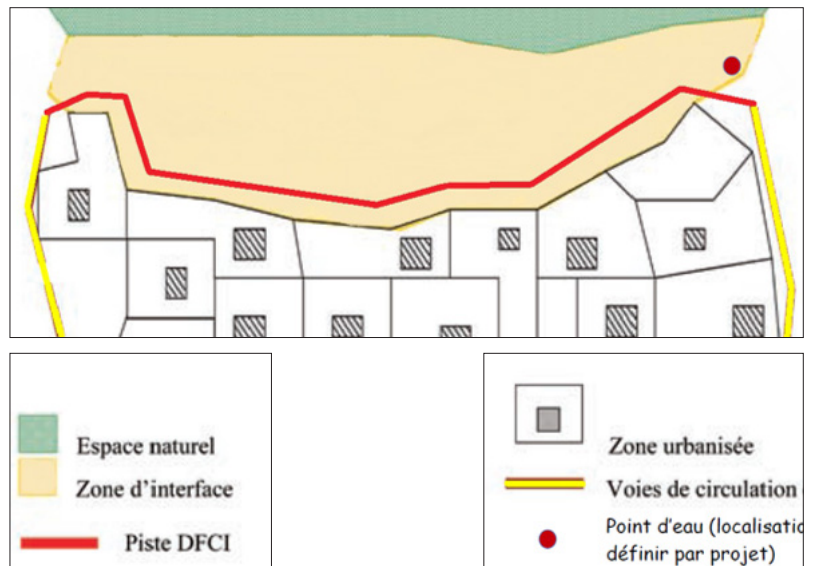 Espace naturel
Zone d'interface
Piste DFCI
Zone urbanisée
Voies de circulation
Point d'eau (localisatio
définir par projet)